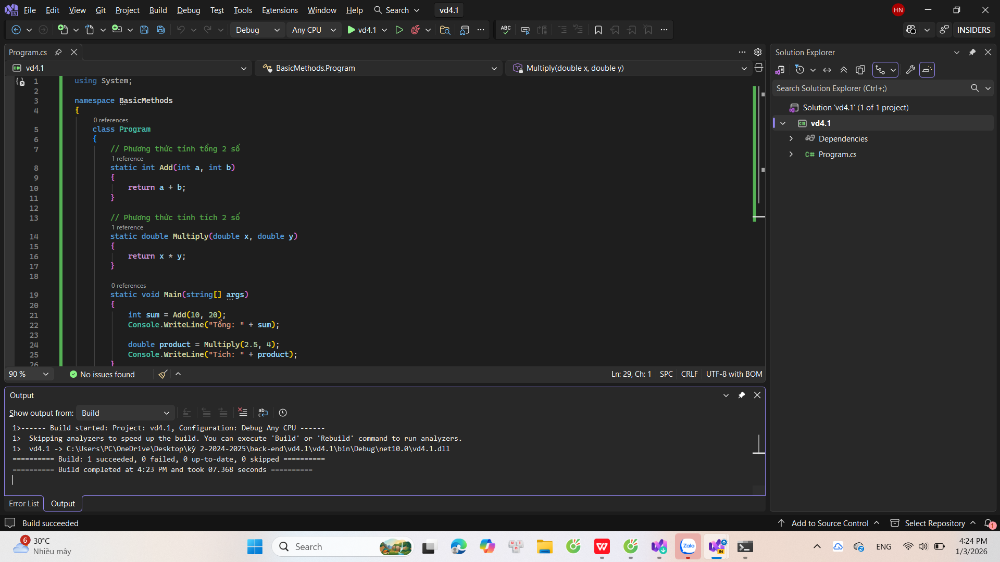 File Edit View Git Project Build Debug Test Tools Extensions Window Help Search vd4.1 HN
Debug Any CPU vd4.1 INSIDERS
Program.cs
vd4.1 BasicMethods.Program Multiply(double x, double y)
1 using System;
2
3 namespace BasicMethods
4 {
0 references
5 class Program
6 {
7 // Phương thức tính tổng 2 số
1 reference
8 static int Add(int a, int b)
9 {
10 return a + b;
11 }
12
13 // Phương thức tính tích 2 số
1 reference
14 static double Multiply(double x, double y)
15 {
16 return x * y;
17 }
18
0 references
19 static void Main(string[] args)
20 {
21 int sum = Add(10, 20);
22 Console.WriteLine("Tổng: " + sum);
23
24 double product = Multiply(2.5, 4);
25 Console.WriteLine("Tích: " + product);
26 }
90 % No issues found Ln: 29, Ch: 1 SPC CRLF UTF-8 with BOM
Output
Show output from: Build
1>------ Build started: Project: vd4.1, Configuration: Debug Any CPU ------
1> Skipping analyzers to speed up the build. You can execute 'Build' or 'Rebuild' command to run analyzers.
1> vd4.1 -> C:\Users\PC\OneDrive\Desktop\kỳ 2-2024-2025\back-end\vd4.1\vd4.1\bin\Debug\net10.0\vd4.1.dll
========== Build: 1 succeeded, 0 failed, 0 up-to-date, 0 skipped ==========
========== Build completed at 4:23 PM and took 07.368 seconds ==========
Error List Output
Solution Explorer
Search Solution Explorer (Ctrl+;)
Solution 'vd4.1' (1 of 1 project)
C# vd4.1
Dependencies
C# Program.cs
Build succeeded Add to Source Control Select Repository 1
6 30°C
Nhiều mây
Search
Zalo
ENG
4:24 PM
1/3/2026